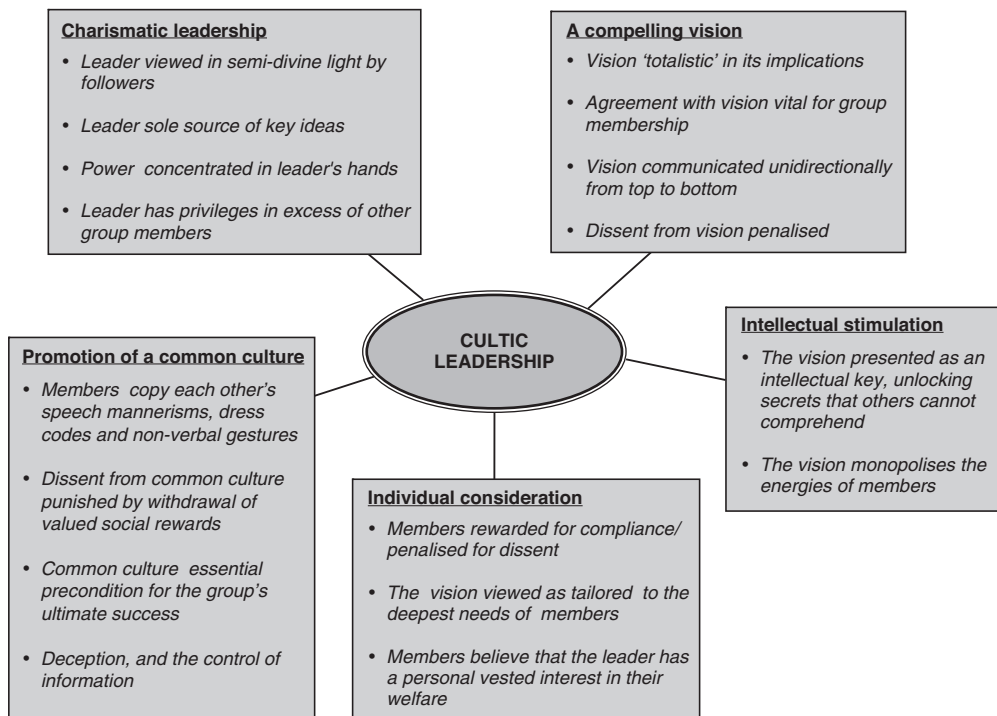 Charismatic leadership
• Leader viewed in semi-divine light by
followers
• Leader sole source of key ideas
• Power concentrated in leader's hands
• Leader has privileges in excess of other
group members
A compelling vision
• Vision ‘totalistic’ in its implications
• Agreement with vision vital for group
membership
• Vision communicated unidirectionally
from top to bottom
• Dissent from vision penalised
CULTIC
LEADERSHIP
Promotion of a common culture
• Members copy each other’s
speech mannerisms, dress
codes and non-verbal gestures
• Dissent from common culture
punished by withdrawal of
valued social rewards
• Common culture essential
precondition for the group’s
ultimate success
• Deception, and the control of
information
Individual consideration
• Members rewarded for compliance/
penalised for dissent
• The vision viewed as tailored to the
deepest needs of members
• Members believe that the leader has
a personal vested interest in their
welfare
Intellectual stimulation
• The vision presented as an
intellectual key, unlocking
secrets that others cannot
comprehend
• The vision monopolises the
energies of members